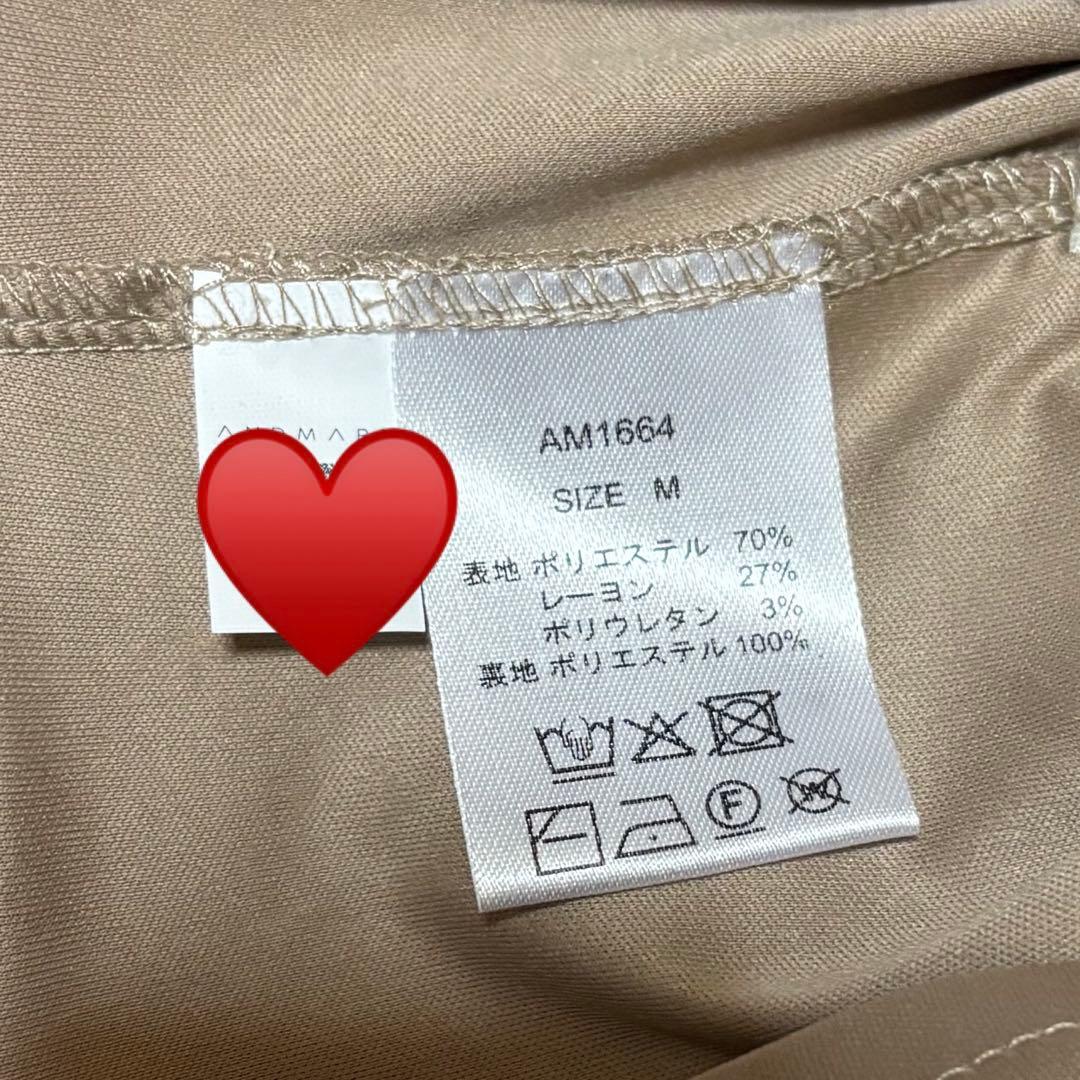 AM1664
SIZE M
表地 ポリエステル 70%
レーヨン 27%
ポリウレタン 3%
裏地 ポリエステル 100%
F
W